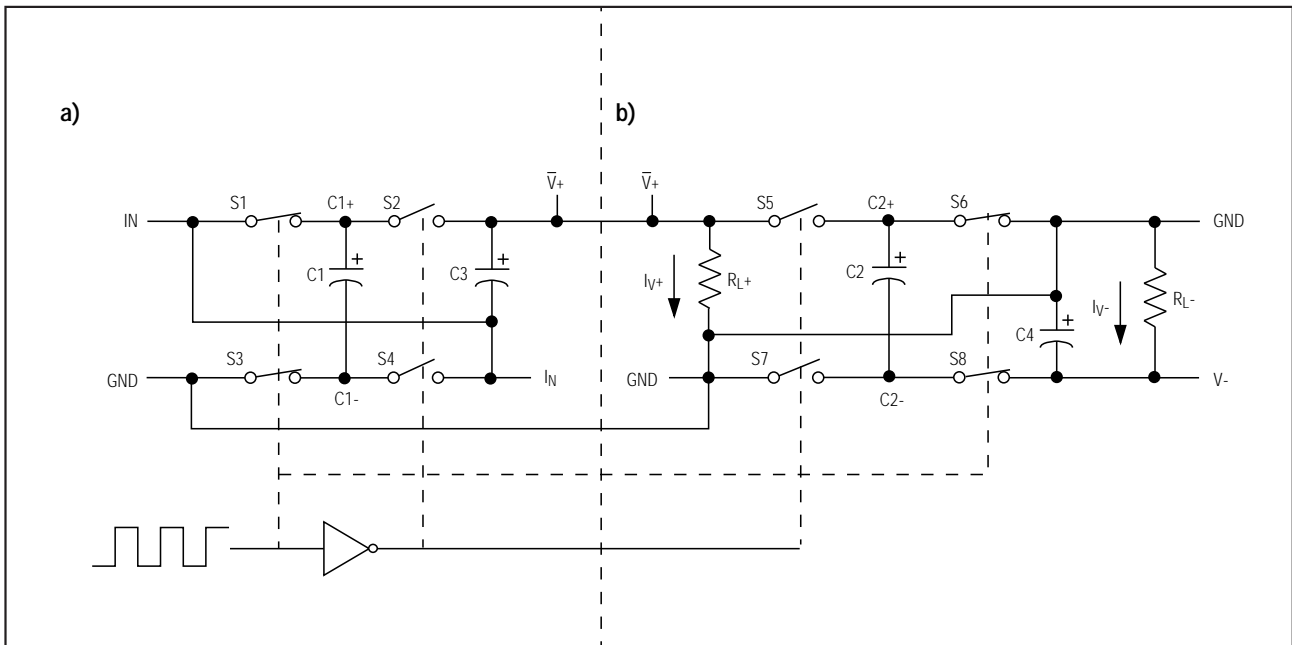 a)
b)
V̅+
V̅+
IN
S1
C1+
S2
S5
C2+
S6
GND
C1
+
C3
+
IV+
RL+
C2
+
IV-
RL-
C4
+
GND
S3
S4
IN
C1-
GND
S7
S8
C2-
V-